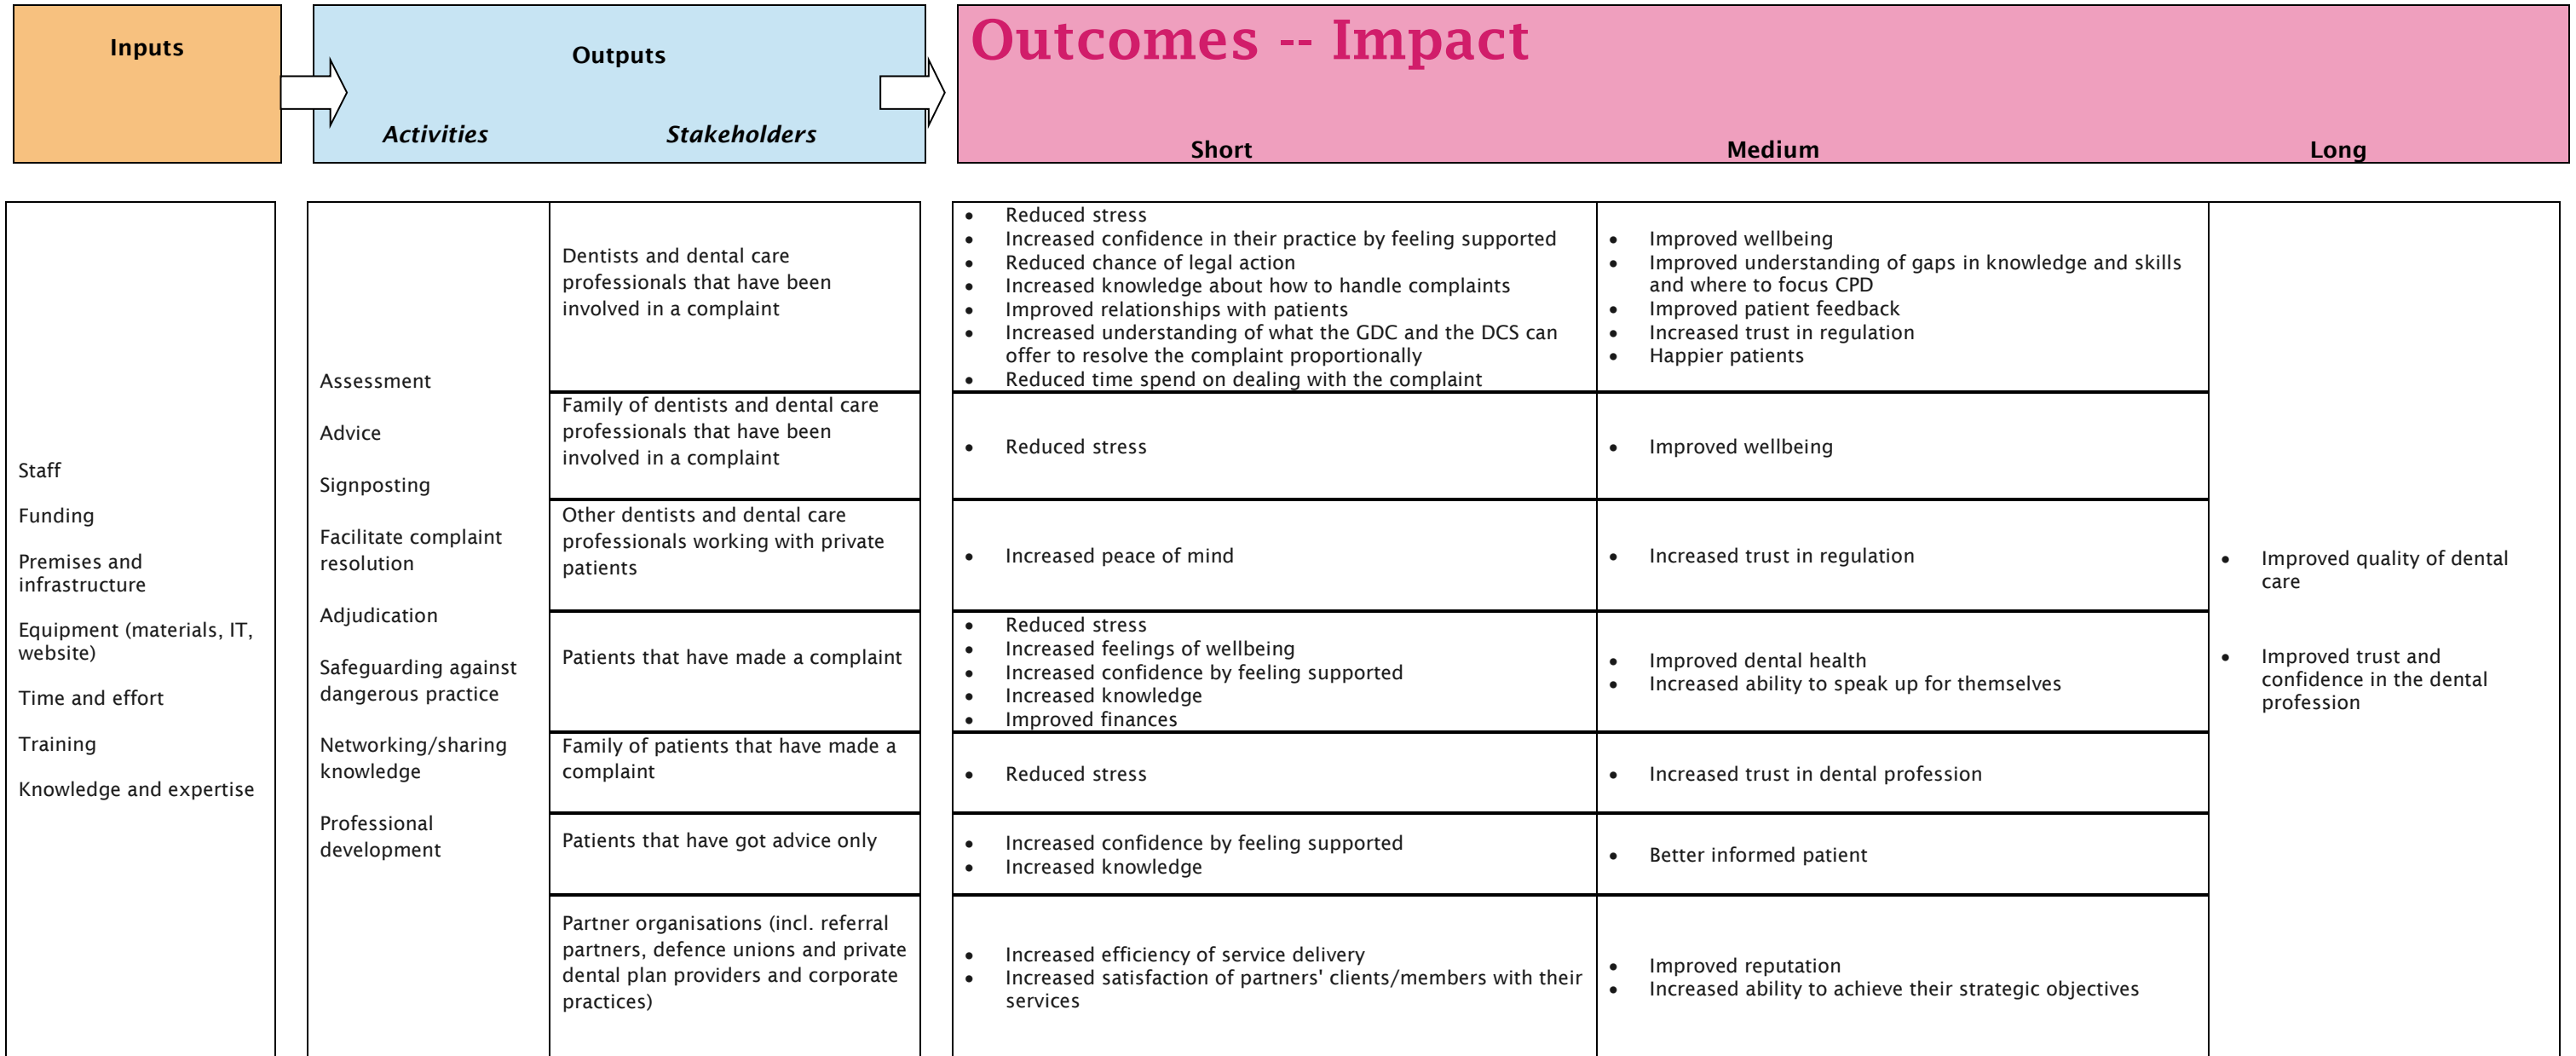 Inputs
Outputs
Activities
Stakeholders
Outcomes -- Impact
Short
Medium
Long
Staff
Funding
Premises and
infrastructure
Equipment (materials, IT,
website)
Time and effort
Training
Knowledge and expertise
Assessment
Advice
Signposting
Facilitate complaint
resolution
Adjudication
Safeguarding against
dangerous practice
Networking/sharing
knowledge
Professional
development
Dentists and dental care
professionals that have been
involved in a complaint
• Reduced stress
• Increased confidence in their practice by feeling supported
• Reduced chance of legal action
• Increased knowledge about how to handle complaints
• Improved relationships with patients
• Increased understanding of what the GDC and the DCS can
offer to resolve the complaint proportionally
• Reduced time spend on dealing with the complaint
• Improved wellbeing
• Improved understanding of gaps in knowledge and skills
and where to focus CPD
• Improved patient feedback
• Increased trust in regulation
• Happier patients
Family of dentists and dental care
professionals that have been
involved in a complaint
• Reduced stress
• Improved wellbeing
Other dentists and dental care
professionals working with private
patients
• Increased peace of mind
• Increased trust in regulation
Patients that have made a complaint
• Reduced stress
• Increased feelings of wellbeing
• Increased confidence by feeling supported
• Increased knowledge
• Improved finances
• Improved dental health
• Increased ability to speak up for themselves
Family of patients that have made a
complaint
• Reduced stress
• Increased trust in dental profession
Patients that have got advice only
• Increased confidence by feeling supported
• Increased knowledge
• Better informed patient
Partner organisations (incl. referral
partners, defence unions and private
dental plan providers and corporate
practices)
• Increased efficiency of service delivery
• Increased satisfaction of partners' clients/members with their
services
• Improved reputation
• Increased ability to achieve their strategic objectives
• Improved quality of dental
care
• Improved trust and
confidence in the dental
profession